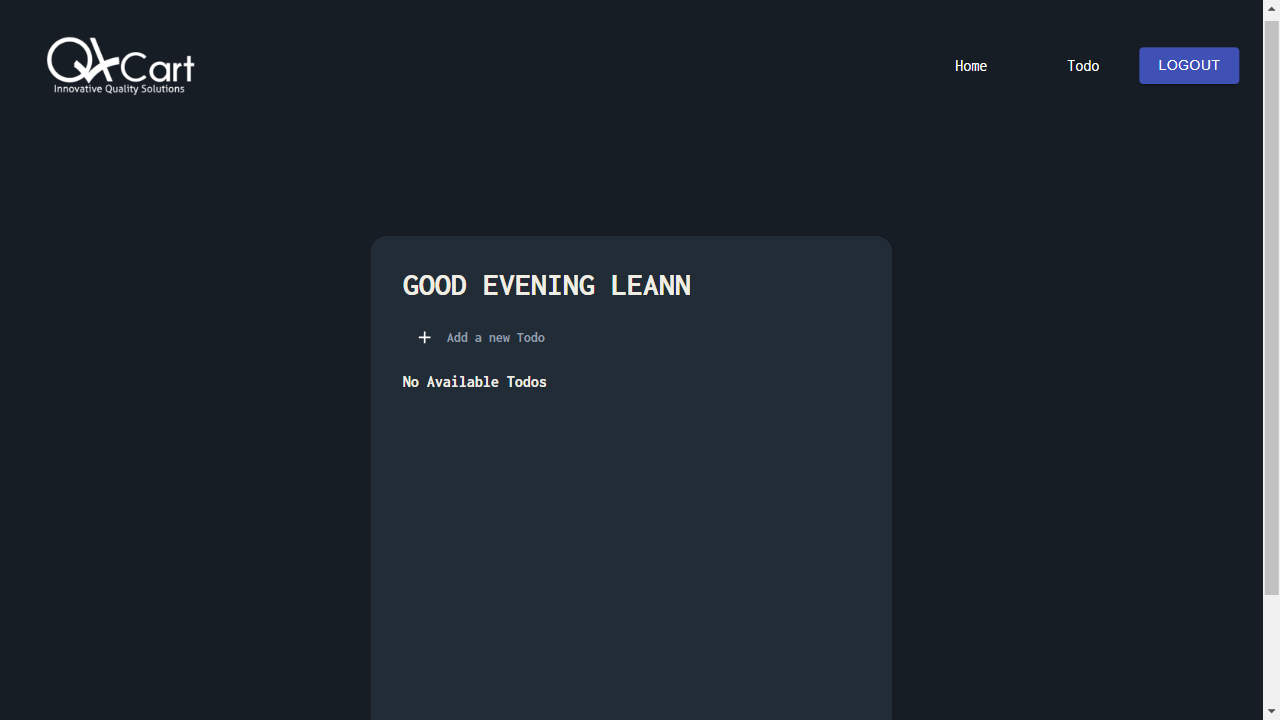 QACart
Innovative Quality Solutions
Home
Todo
LOGOUT
GOOD EVENING LEANN
Add a new Todo
No Available Todos